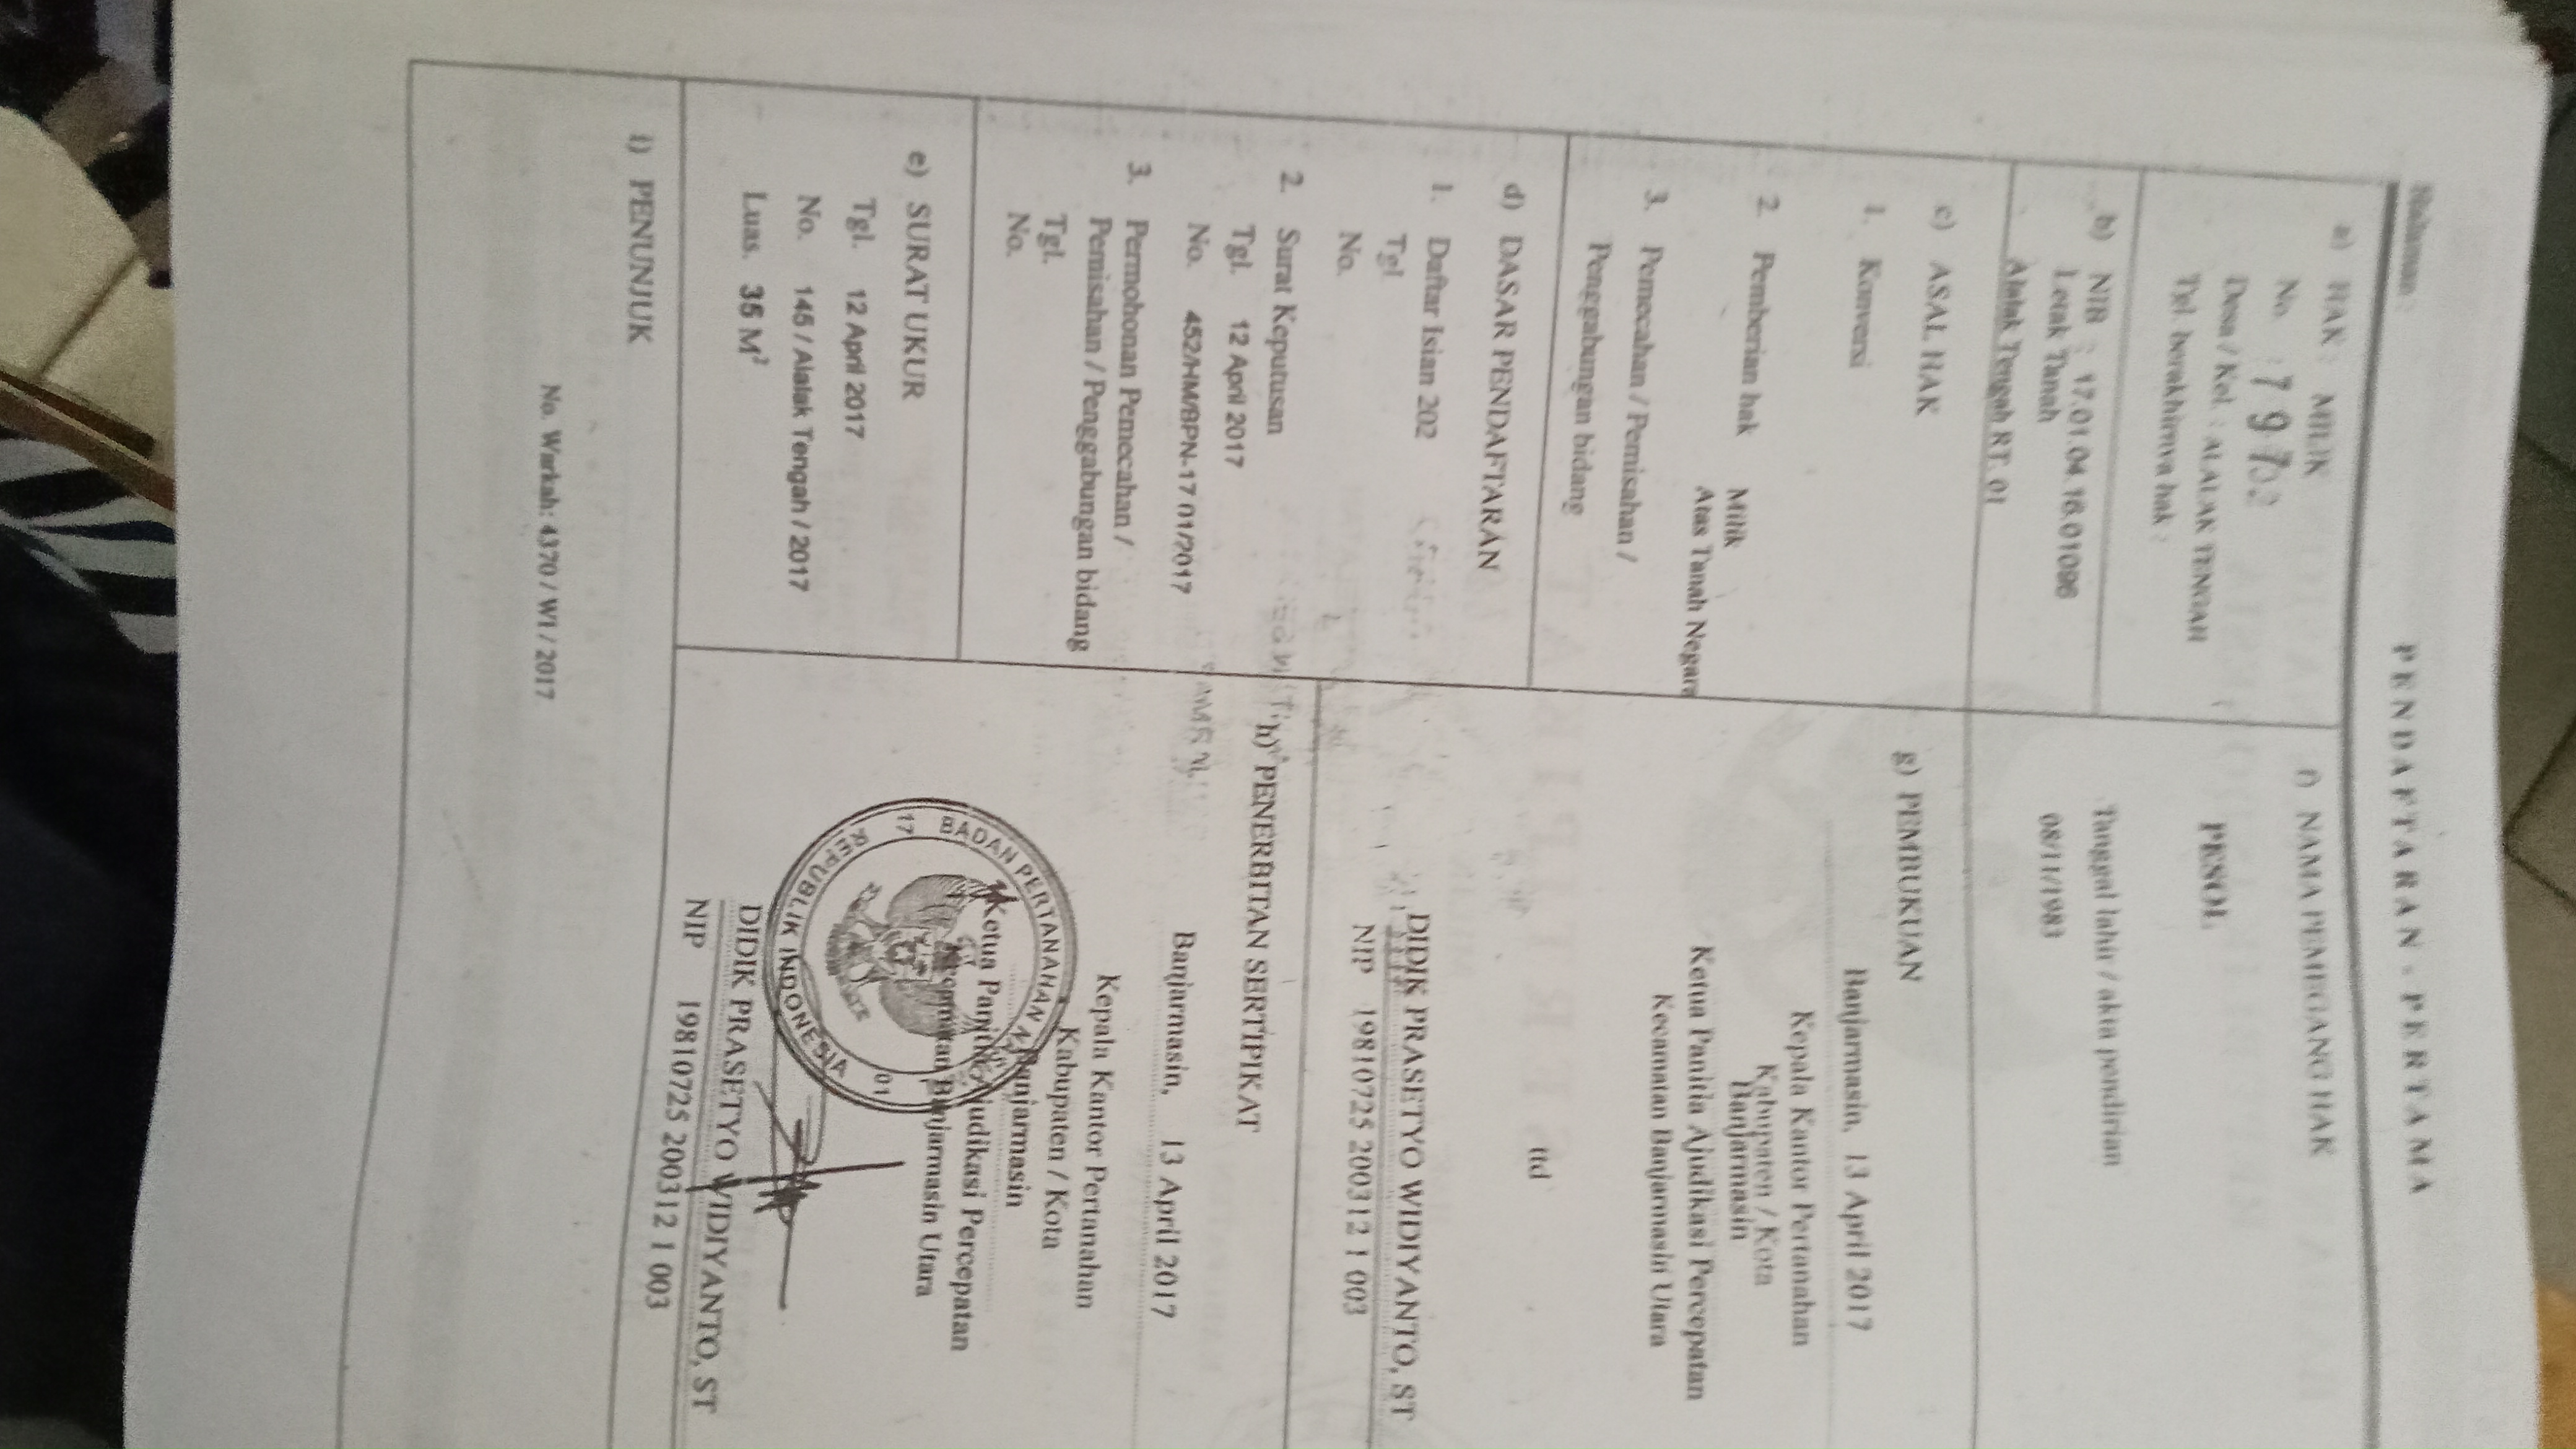 Halaman :
PENDAFTARAN - PERTAMA
a) HAK : MILIK
No. :
Desa / Kel. : ALALAK TENGAH
Tgl. berakhirnya hak :
b) NIB : 17.01.04.16.01096
Letak Tanah
Alalak Tengah RT. 01
c) ASAL HAK
1. Konversi
2. Pemberian hak Milik
Atas Tanah Negara
3. Pemecahan / Pemisahan /
Penggabungan bidang
d) DASAR PENDAFTARAN
1. Daftar Isian 202
Tgl
No.
2. Surat Keputusan
Tgl. 12 April 2017
No. 452/HM/BPN-17 01/2017
3. Permohonan Pemecahan /
Pemisahan / Penggabungan bidang
Tgl.
No.
e) SURAT UKUR
Tgl. 12 April 2017
No. 145 / Alalak Tengah / 2017
Luas. 35 M²
f) NAMA PEMEGANG HAK
PESOL
Tanggal lahir / akta pendirian
08/11/1983
g) PEMBUKUAN
Banjarmasin, 13 April 2017
Kepala Kantor Pertanahan
Kabupaten / Kota
Banjarmasin
Ketua Panitia Ajudikasi Percepatan
Kecamatan Banjarmasin Utara
ttd
DIDIK PRASETYO WIDIYANTO, ST
NIP 19810725 200312 1 003
h) PENERBITAN SERTIPIKAT
Banjarmasin, 13 April 2017
Kepala Kantor Pertanahan
Kabupaten / Kota
Banjarmasin
Ketua Panitia Ajudikasi Percepatan
Kecamatan Banjarmasin Utara
BADAN PERTANAHAN
REPUBLIK INDONESIA
17
01
DIDIK PRASETYO WIDIYANTO, ST
NIP 19810725 200312 1 003
i) PENUNJUK
No. Warkah: 4370 / WI / 2017